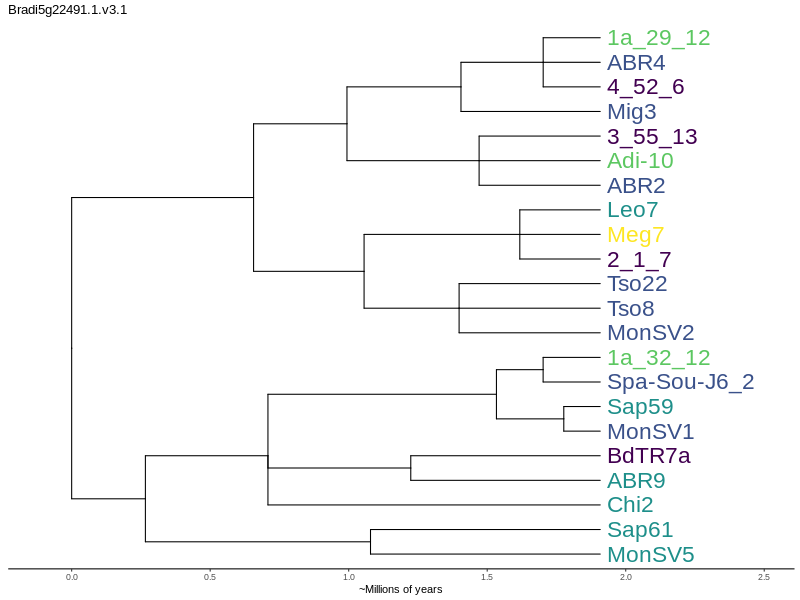 Bradi5g22491.1.v3.1
1a_29_12
ABR4
4_52_6
Mig3
3_55_13
Adi-10
ABR2
Leo7
Meg7
2_1_7
Tso22
Tso8
MonSV2
1a_32_12
Spa-Sou-J6_2
Sap59
MonSV1
BdTR7a
ABR9
Chi2
Sap61
MonSV5
0.0 0.5 1.0 1.5 2.0 2.5
~Millions of years